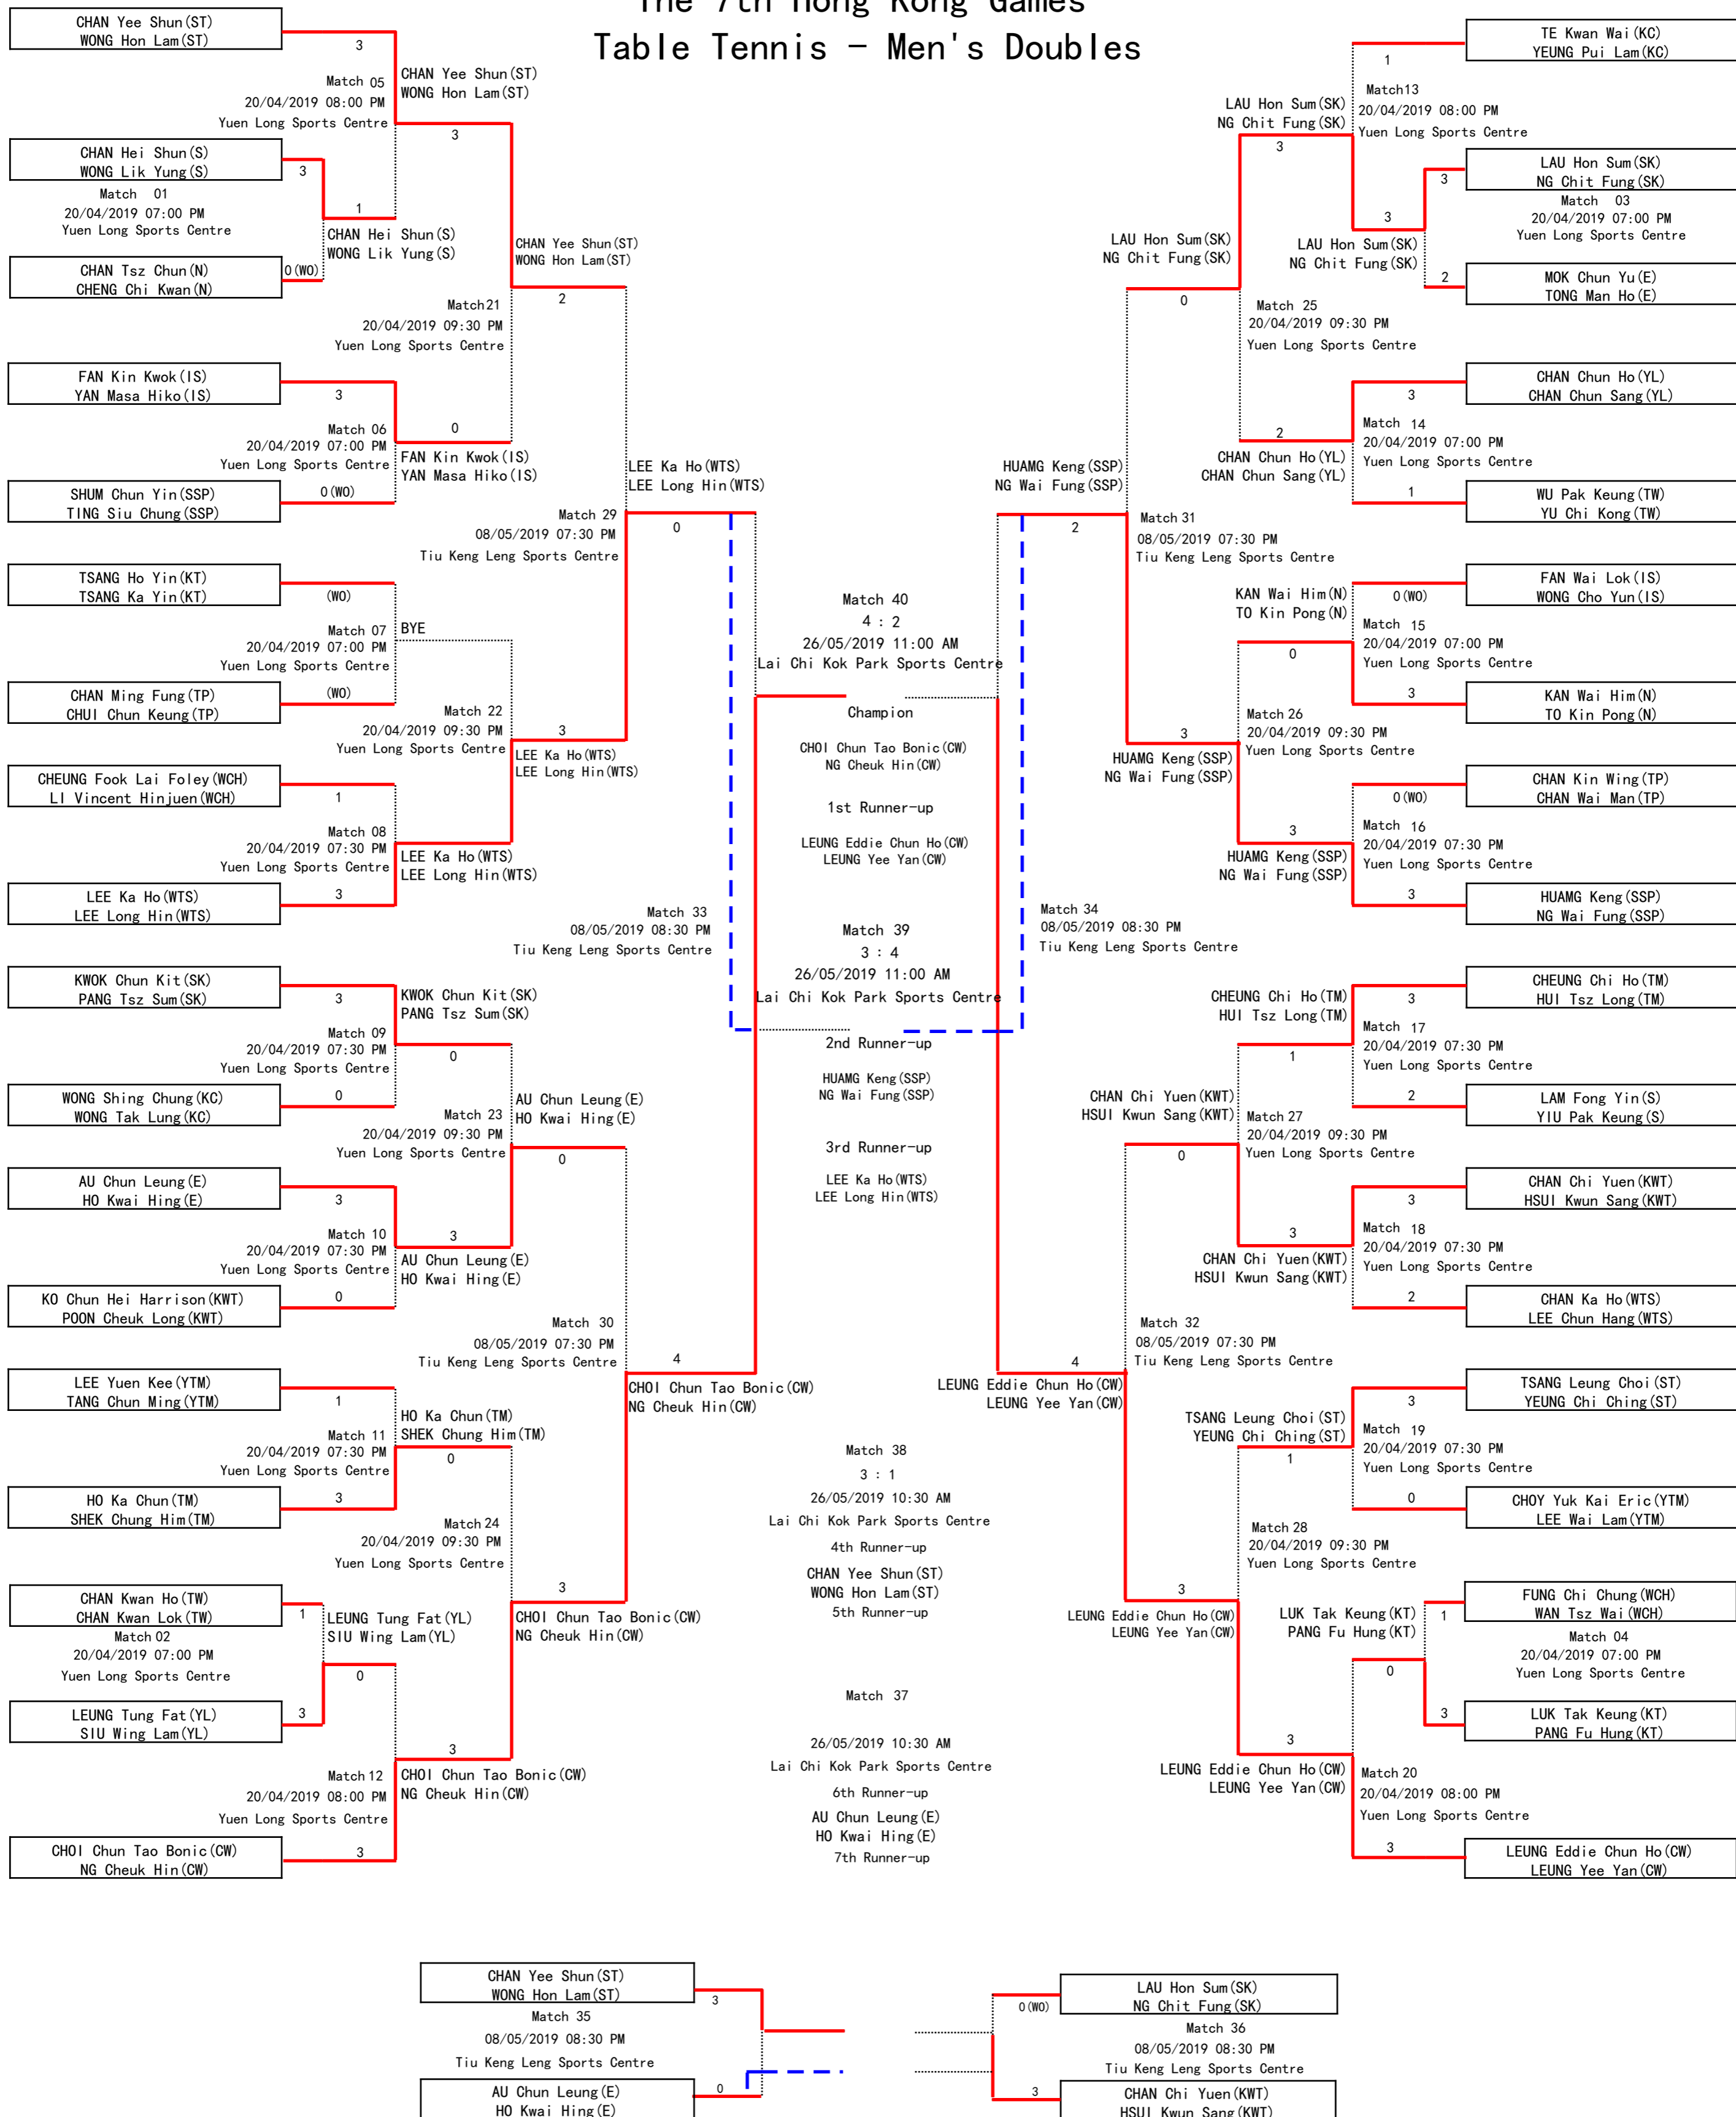 The 7th Hong Kong Games
Table Tennis - Men's Doubles
CHAN Yee Shun(ST)
WONG Hon Lam(ST)
3
Match 05
20/04/2019 08:00 PM
Yuen Long Sports Centre
CHAN Yee Shun(ST)
WONG Hon Lam(ST)
3
CHAN Hei Shun(S)
WONG Lik Yung(S)
3
Match 01
20/04/2019 07:00 PM
Yuen Long Sports Centre
1
CHAN Hei Shun(S)
WONG Lik Yung(S)
CHAN Tsz Chun(N)
CHENG Chi Kwan(N)
0(WO)
CHAN Yee Shun(ST)
WONG Hon Lam(ST)
2
Match21
20/04/2019 09:30 PM
Yuen Long Sports Centre
FAN Kin Kwok(IS)
YAN Masa Hiko(IS)
3
Match 06
20/04/2019 07:00 PM
Yuen Long Sports Centre
0
FAN Kin Kwok(IS)
YAN Masa Hiko(IS)
SHUM Chun Yin(SSP)
TING Siu Chung(SSP)
0(WO)
LEE Ka Ho(WTS)
LEE Long Hin(WTS)
0
Match 29
08/05/2019 07:30 PM
Tiu Keng Leng Sports Centre
TSANG Ho Yin(KT)
TSANG Ka Yin(KT)
(WO)
Match 07
20/04/2019 07:00 PM
Yuen Long Sports Centre
BYE
CHAN Ming Fung(TP)
CHUI Chun Keung(TP)
(WO)
Match 22
20/04/2019 09:30 PM
Yuen Long Sports Centre
3
LEE Ka Ho(WTS)
LEE Long Hin(WTS)
CHEUNG Fook Lai Foley(WCH)
LI Vincent Hinjuen(WCH)
1
Match 08
20/04/2019 07:30 PM
Yuen Long Sports Centre
LEE Ka Ho(WTS)
LEE Long Hin(WTS)
LEE Ka Ho(WTS)
LEE Long Hin(WTS)
3
Match 33
08/05/2019 08:30 PM
Tiu Keng Leng Sports Centre
KWOK Chun Kit(SK)
PANG Tsz Sum(SK)
3
Match 09
20/04/2019 07:30 PM
Yuen Long Sports Centre
KWOK Chun Kit(SK)
PANG Tsz Sum(SK)
0
WONG Shing Chung(KC)
WONG Tak Lung(KC)
0
Match 23
20/04/2019 09:30 PM
Yuen Long Sports Centre
AU Chun Leung(E)
HO Kwai Hing(E)
0
AU Chun Leung(E)
HO Kwai Hing(E)
3
Match 10
20/04/2019 07:30 PM
Yuen Long Sports Centre
3
AU Chun Leung(E)
HO Kwai Hing(E)
KO Chun Hei Harrison(KWT)
POON Cheuk Long(KWT)
0
Match 30
08/05/2019 07:30 PM
Tiu Keng Leng Sports Centre
4
CHOI Chun Tao Bonic(CW)
NG Cheuk Hin(CW)
LEE Yuen Kee(YTM)
TANG Chun Ming(YTM)
1
Match 11
20/04/2019 07:30 PM
Yuen Long Sports Centre
HO Ka Chun(TM)
SHEK Chung Him(TM)
0
HO Ka Chun(TM)
SHEK Chung Him(TM)
3
Match 24
20/04/2019 09:30 PM
Yuen Long Sports Centre
3
CHOI Chun Tao Bonic(CW)
NG Cheuk Hin(CW)
CHAN Kwan Ho(TW)
CHAN Kwan Lok(TW)
1
Match 02
20/04/2019 07:00 PM
Yuen Long Sports Centre
LEUNG Tung Fat(YL)
SIU Wing Lam(YL)
0
LEUNG Tung Fat(YL)
SIU Wing Lam(YL)
3
Match 12
20/04/2019 08:00 PM
Yuen Long Sports Centre
3
CHOI Chun Tao Bonic(CW)
NG Cheuk Hin(CW)
CHOI Chun Tao Bonic(CW)
NG Cheuk Hin(CW)
3
Match 40
4 : 2
26/05/2019 11:00 AM
Lai Chi Kok Park Sports Centre
Champion
CHOI Chun Tao Bonic(CW)
NG Cheuk Hin(CW)
1st Runner-up
LEUNG Eddie Chun Ho(CW)
LEUNG Yee Yan(CW)
Match 39
3 : 4
26/05/2019 11:00 AM
Lai Chi Kok Park Sports Centre
2nd Runner-up
HUAMG Keng(SSP)
NG Wai Fung(SSP)
3rd Runner-up
LEE Ka Ho(WTS)
LEE Long Hin(WTS)
Match 38
3 : 1
26/05/2019 10:30 AM
Lai Chi Kok Park Sports Centre
4th Runner-up
CHAN Yee Shun(ST)
WONG Hon Lam(ST)
5th Runner-up
Match 37
26/05/2019 10:30 AM
Lai Chi Kok Park Sports Centre
6th Runner-up
AU Chun Leung(E)
HO Kwai Hing(E)
7th Runner-up
TE Kwan Wai(KC)
YEUNG Pui Lam(KC)
1
Match13
20/04/2019 08:00 PM
Yuen Long Sports Centre
LAU Hon Sum(SK)
NG Chit Fung(SK)
3
LAU Hon Sum(SK)
NG Chit Fung(SK)
3
Match 03
20/04/2019 07:00 PM
Yuen Long Sports Centre
3
LAU Hon Sum(SK)
NG Chit Fung(SK)
MOK Chun Yu(E)
TONG Man Ho(E)
2
LAU Hon Sum(SK)
NG Chit Fung(SK)
0
Match 25
20/04/2019 09:30 PM
Yuen Long Sports Centre
CHAN Chun Ho(YL)
CHAN Chun Sang(YL)
3
Match 14
20/04/2019 07:00 PM
Yuen Long Sports Centre
2
CHAN Chun Ho(YL)
CHAN Chun Sang(YL)
WU Pak Keung(TW)
YU Chi Kong(TW)
1
HUAMG Keng(SSP)
NG Wai Fung(SSP)
2
Match 31
08/05/2019 07:30 PM
Tiu Keng Leng Sports Centre
FAN Wai Lok(IS)
WONG Cho Yun(IS)
0(WO)
KAN Wai Him(N)
TO Kin Pong(N)
0
Match 15
20/04/2019 07:00 PM
Yuen Long Sports Centre
KAN Wai Him(N)
TO Kin Pong(N)
3
Match 26
20/04/2019 09:30 PM
Yuen Long Sports Centre
3
HUAMG Keng(SSP)
NG Wai Fung(SSP)
CHAN Kin Wing(TP)
CHAN Wai Man(TP)
0(WO)
Match 16
20/04/2019 07:30 PM
Yuen Long Sports Centre
3
HUAMG Keng(SSP)
NG Wai Fung(SSP)
HUAMG Keng(SSP)
NG Wai Fung(SSP)
3
Match 34
08/05/2019 08:30 PM
Tiu Keng Leng Sports Centre
CHEUNG Chi Ho(TM)
HUI Tsz Long(TM)
3
CHEUNG Chi Ho(TM)
HUI Tsz Long(TM)
1
Match 17
20/04/2019 07:30 PM
Yuen Long Sports Centre
LAM Fong Yin(S)
YIU Pak Keung(S)
2
CHAN Chi Yuen(KWT)
HSUI Kwun Sang(KWT)
0
Match 27
20/04/2019 09:30 PM
Yuen Long Sports Centre
CHAN Chi Yuen(KWT)
HSUI Kwun Sang(KWT)
3
Match 18
20/04/2019 07:30 PM
Yuen Long Sports Centre
3
CHAN Chi Yuen(KWT)
HSUI Kwun Sang(KWT)
CHAN Ka Ho(WTS)
LEE Chun Hang(WTS)
2
Match 32
08/05/2019 07:30 PM
Tiu Keng Leng Sports Centre
4
LEUNG Eddie Chun Ho(CW)
LEUNG Yee Yan(CW)
TSANG Leung Choi(ST)
YEUNG Chi Ching(ST)
3
TSANG Leung Choi(ST)
YEUNG Chi Ching(ST)
1
Match 19
20/04/2019 07:30 PM
Yuen Long Sports Centre
CHOY Yuk Kai Eric(YTM)
LEE Wai Lam(YTM)
0
Match 28
20/04/2019 09:30 PM
Yuen Long Sports Centre
3
LEUNG Eddie Chun Ho(CW)
LEUNG Yee Yan(CW)
FUNG Chi Chung(WCH)
WAN Tsz Wai(WCH)
1
LUK Tak Keung(KT)
PANG Fu Hung(KT)
0
Match 04
20/04/2019 07:00 PM
Yuen Long Sports Centre
LUK Tak Keung(KT)
PANG Fu Hung(KT)
3
3
LEUNG Eddie Chun Ho(CW)
LEUNG Yee Yan(CW)
Match 20
20/04/2019 08:00 PM
Yuen Long Sports Centre
LEUNG Eddie Chun Ho(CW)
LEUNG Yee Yan(CW)
3
CHAN Yee Shun(ST)
WONG Hon Lam(ST)
3
Match 35
08/05/2019 08:30 PM
Tiu Keng Leng Sports Centre
AU Chun Leung(E)
HO Kwai Hing(E)
0
LAU Hon Sum(SK)
NG Chit Fung(SK)
0(WO)
Match 36
08/05/2019 08:30 PM
Tiu Keng Leng Sports Centre
CHAN Chi Yuen(KWT)
HSUI Kwun Sang(KWT)
3